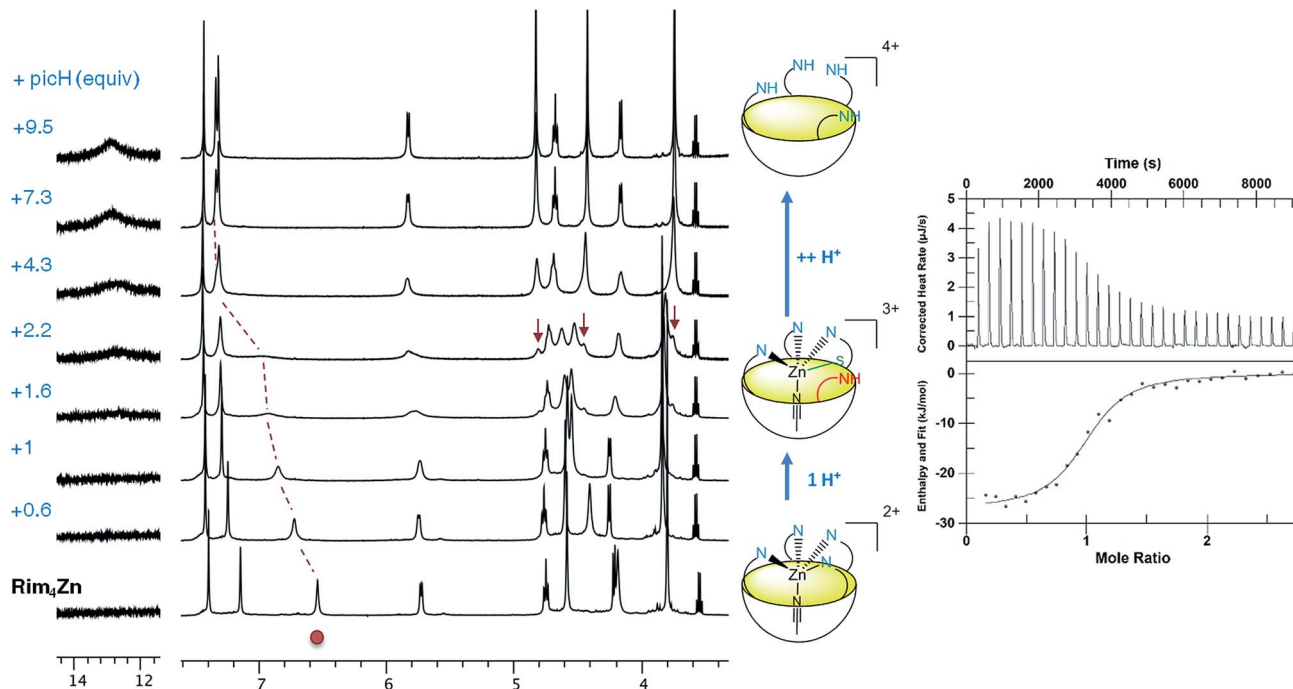 + picH (equiv)
+9.5
+7.3
+4.3
+2.2
+1.6
+1
+0.6
Rim₄Zn
14 12
7 6 5 4
4+
NH
NH
NH
NH
++ H⁺
3+
N
N
N
Zn
S
NH
N
1 H⁺
2+
N
N
N
Zn
N
N
Time (s)
0 2000 4000 6000 8000
Corrected Heat Rate (µJ/s)
5
4
3
2
1
0
Enthalpy and Fit (kJ/mol)
0
-10
-20
-30
0 1 2
Mole Ratio